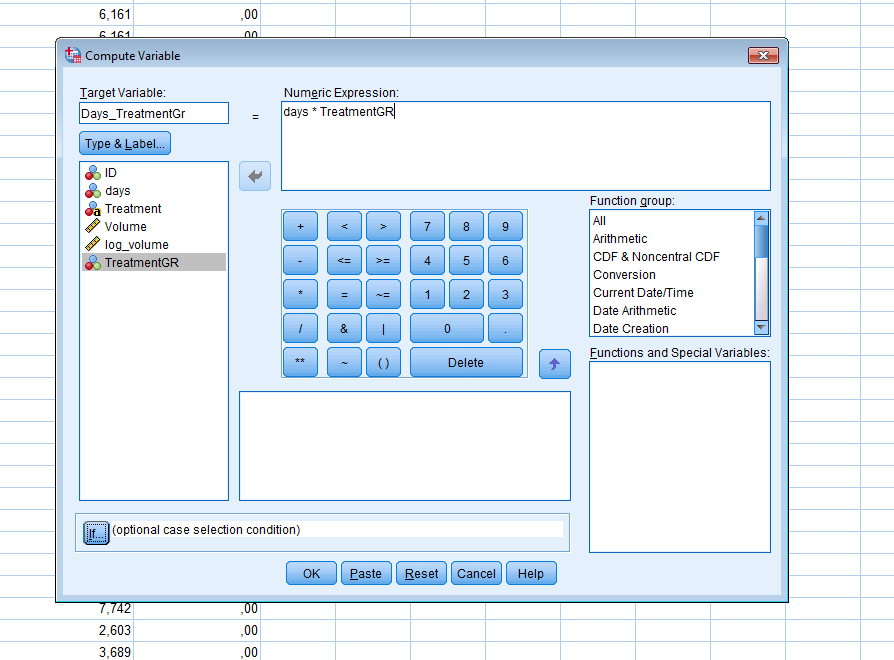 6,161 ,00
6,161 ,00
Compute Variable
Target Variable:
Days_TreatmentGr
=
Numeric Expression:
days * TreatmentGR
Type & Label...
ID
days
Treatment
Volume
log_volume
TreatmentGR
+ < > 7 8 9
- <= >= 4 5 6
* = ~= 1 2 3
/ & | 0 .
** ~ ( ) Delete
Function group:
All
Arithmetic
CDF & Noncentral CDF
Conversion
Current Date/Time
Date Arithmetic
Date Creation
Functions and Special Variables:
If... (optional case selection condition)
OK Paste Reset Cancel Help
7,742 ,00
2,603 ,00
3,689 ,00